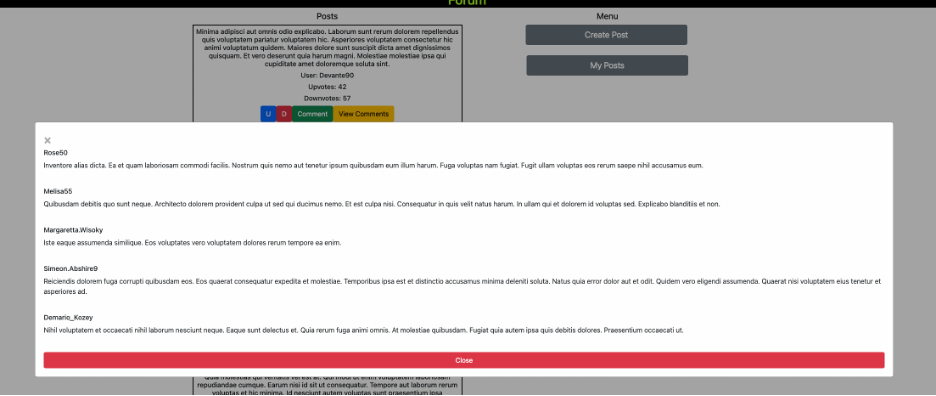 Forum
Posts
Menu
Minima adipisci aut omnis odio explicabo. Laborum sunt rerum dolorem repellendus
quis voluptatem pariatur voluptatem hic. Asperiores voluptatem consectetur hic
animi voluptatum quidem. Maiores dolore sunt suscipit dicta amet dignissimos
quisquam. Et vero deserunt quia harum magni. Molestiae molestiae ipsa qui
cupiditate amet doloremque soluta sint.
User: Devante90
Upvotes: 42
Downvotes: 57
U D Comment View Comments
Create Post
My Posts
×
Rose50
Inventore alias dicta. Ea et quam laboriosam commodi facilis. Nostrum quis nemo aut tenetur ipsum quibusdam eum illum harum. Fuga voluptas nam fugiat. Fugit ullam voluptas eos rerum saepe nihil accusamus eum.
Melisa55
Quibusdam debitis quo sunt neque. Architecto dolorem provident culpa ut sed qui ducimus nemo. Et est culpa nisi. Consequatur in quis velit natus harum. In ullam qui et dolorem id voluptas sed. Explicabo blanditiis et non.
Margaretta.Wisoky
Iste eaque assumenda similique. Eos voluptates vero voluptatem dolores rerum tempore ea enim.
Simeon.Abshire9
Reiciendis dolorem fuga corrupti quibusdam eos. Eos quaerat consequatur expedita et molestiae. Temporibus ipsa est et distinctio accusamus minima deleniti soluta. Natus quia error dolor aut et odit. Quidem vero eligendi assumenda. Quaerat nisi voluptatem eius tenetur et
asperiores ad.
Demario_Kozey
Nihil voluptatem et occaecati nihil laborum nesciunt neque. Eaque sunt delectus et. Quia rerum fuga animi omnis. At molestiae quibusdam. Fugiat quia autem ipsa quis debitis dolores. Praesentium occaecati ut.
Close
repudiandae cumque. Earum nisi id sit ut consequatur. Tempore aut laborum rerum
voluptas et hic minima. Id nesciunt autem voluptas sunt praesentium ipsa